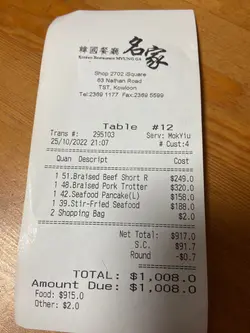 韓國餐廳 名家
Korean Restaurant MYUNG GA
Shop 2702 iSquare
63 Nathan Road
TST, Kowloon
Tel:2369 1177 Fax:2369 5599
Table #12
Trans #: 295103 Serv: MokYiu
25/10/2022 21:07 # Cust:4
Quan Descript Cost
1 51.Braised Beef Short R $249.0
1 48.Braised Pork Trotter $320.0
1 42.Seafood Pancake(L) $158.0
1 39.Stir-Fried Seafood $188.0
2 Shopping Bag $2.0
Net Total: $917.0
S.C. $91.7
Round -$0.7
TOTAL: $1,008.0
Amount Due: $1,008.0
Food: $915.0
Other: $2.0